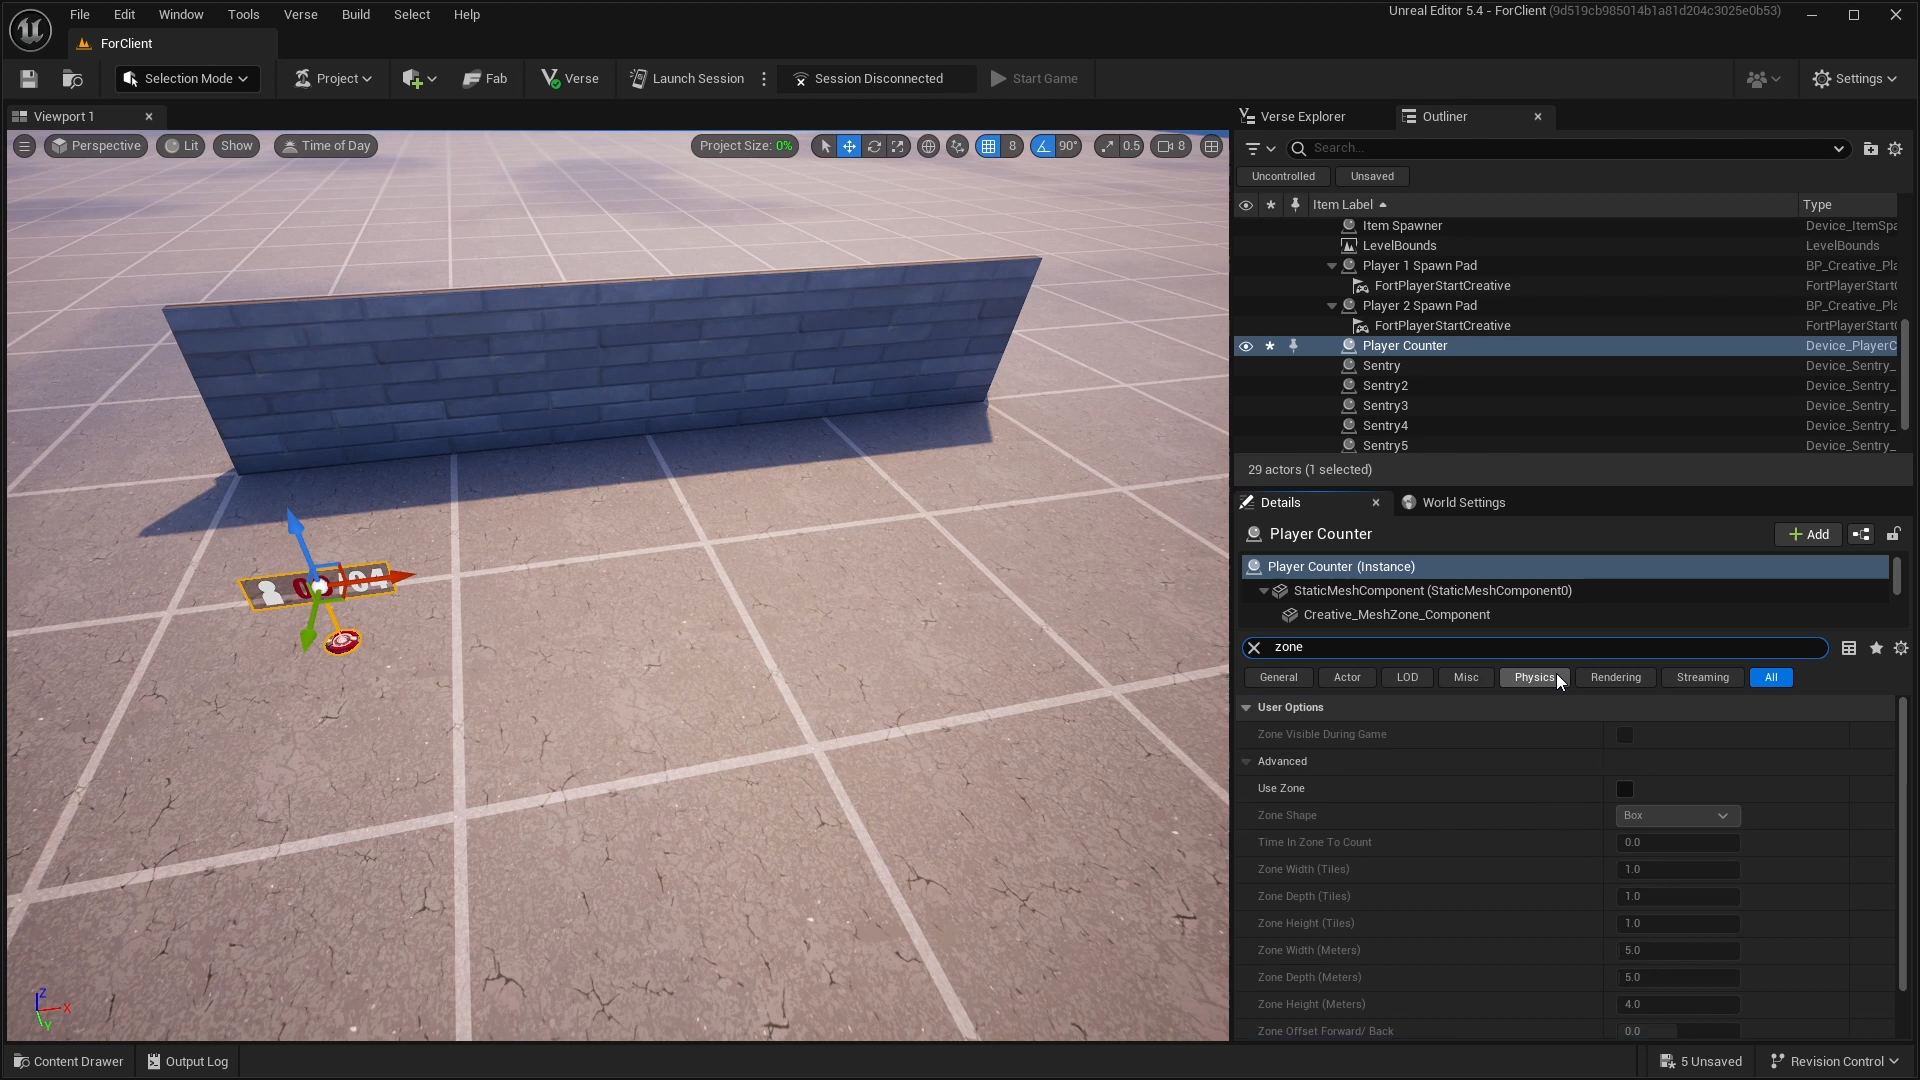 File Edit Window Tools Verse Build Select Help
Unreal Editor 5.4 - ForClient (9d519cb985014b1a81d204c3025e0b53)
ForClient
Selection Mode Project Fab Verse Launch Session Session Disconnected Start Game Settings
Viewport 1
Perspective Lit Show Time of Day Project Size: 0% 8 90° 0.5 8
Verse Explorer Outliner
Search...
Uncontrolled Unsaved
Item Label Type
Item Spawner Device_ItemSpa
LevelBounds LevelBounds
Player 1 Spawn Pad BP_Creative_Pla
FortPlayerStartCreative FortPlayerStart
Player 2 Spawn Pad BP_Creative_Pla
FortPlayerStartCreative FortPlayerStart
Player Counter Device_PlayerC
Sentry Device_Sentry_
Sentry2 Device_Sentry_
Sentry3 Device_Sentry_
Sentry4 Device_Sentry_
Sentry5 Device_Sentry_
29 actors (1 selected)
Details World Settings
Player Counter Add
Player Counter (Instance)
StaticMeshComponent (StaticMeshComponent0)
Creative_MeshZone_Component
zone
General Actor LOD Misc Physics Rendering Streaming All
User Options
Zone Visible During Game
Advanced
Use Zone
Zone Shape Box
Time In Zone To Count 0.0
Zone Width (Tiles) 1.0
Zone Depth (Tiles) 1.0
Zone Height (Tiles) 1.0
Zone Width (Meters) 5.0
Zone Depth (Meters) 5.0
Zone Height (Meters) 4.0
Zone Offset Forward/ Back 0.0
Z
X
Y
Content Drawer Output Log 5 Unsaved Revision Control